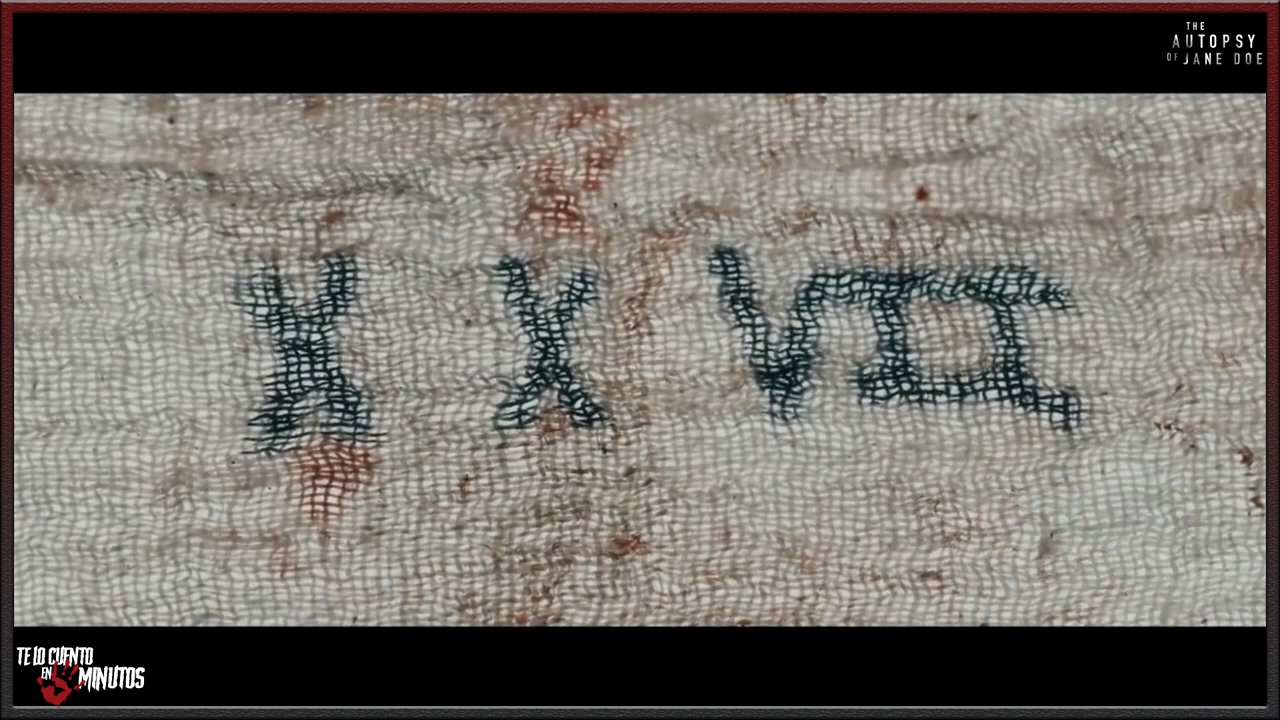 THE
AUTOPSY
OF JANE DOE
X X VII
TE LO CUENTO
EN MINUTOS